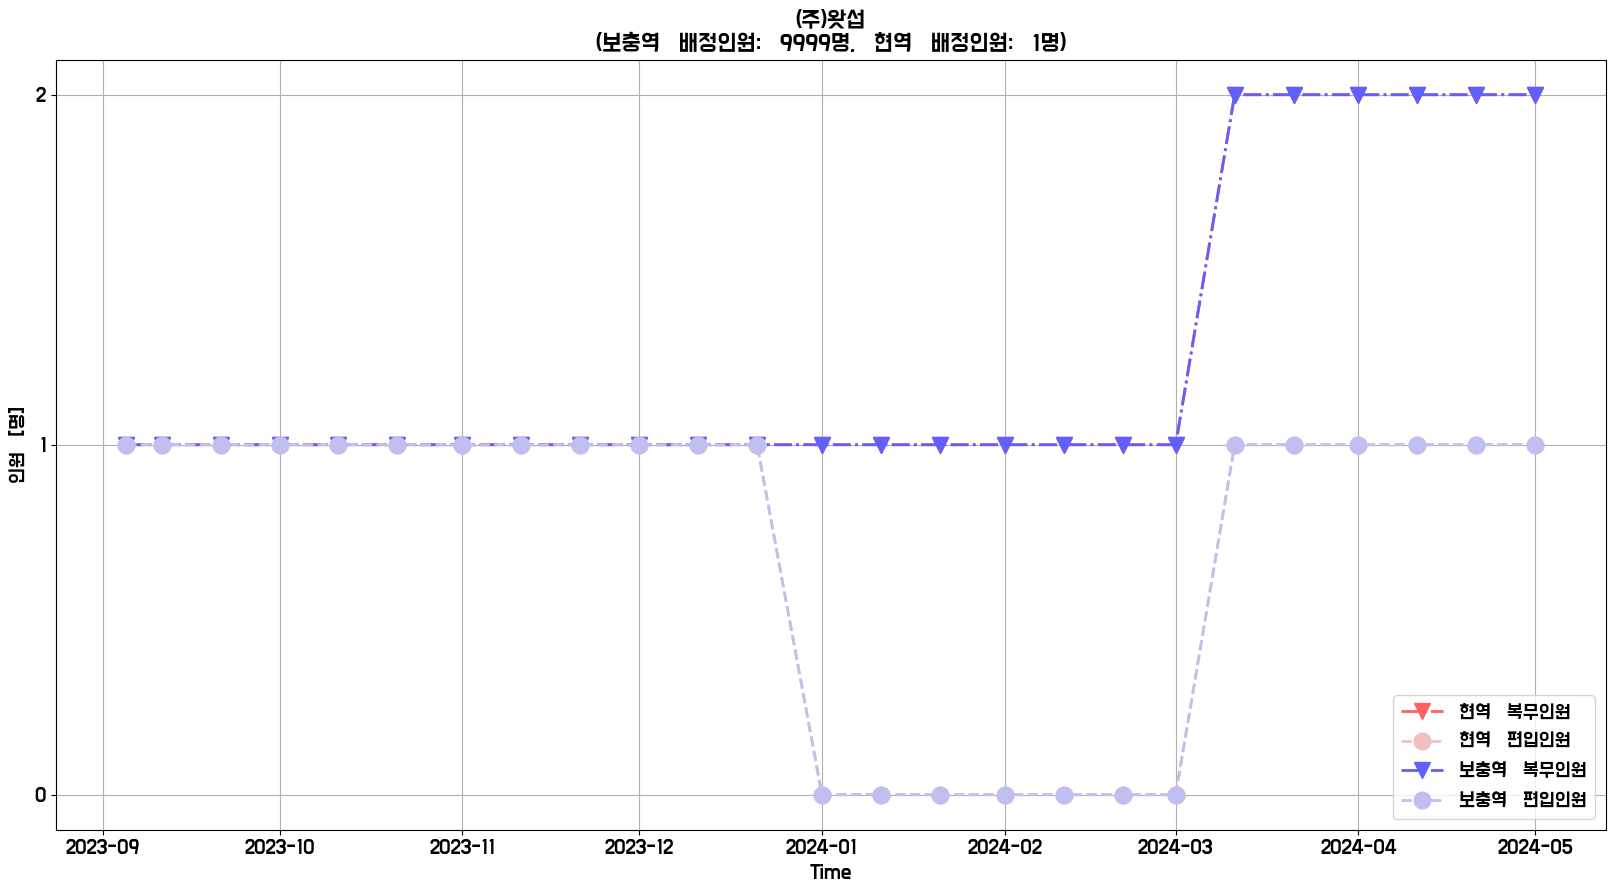 (주)왓섭
(보충역 배정인원: 9999명, 현역 배정인원: 1명)
인원 [명]
2
1
0
2023-09 2023-10 2023-11 2023-12 2024-01 2024-02 2024-03 2024-04 2024-05
Time
현역 복무인원
현역 편입인원
보충역 복무인원
보충역 편입인원